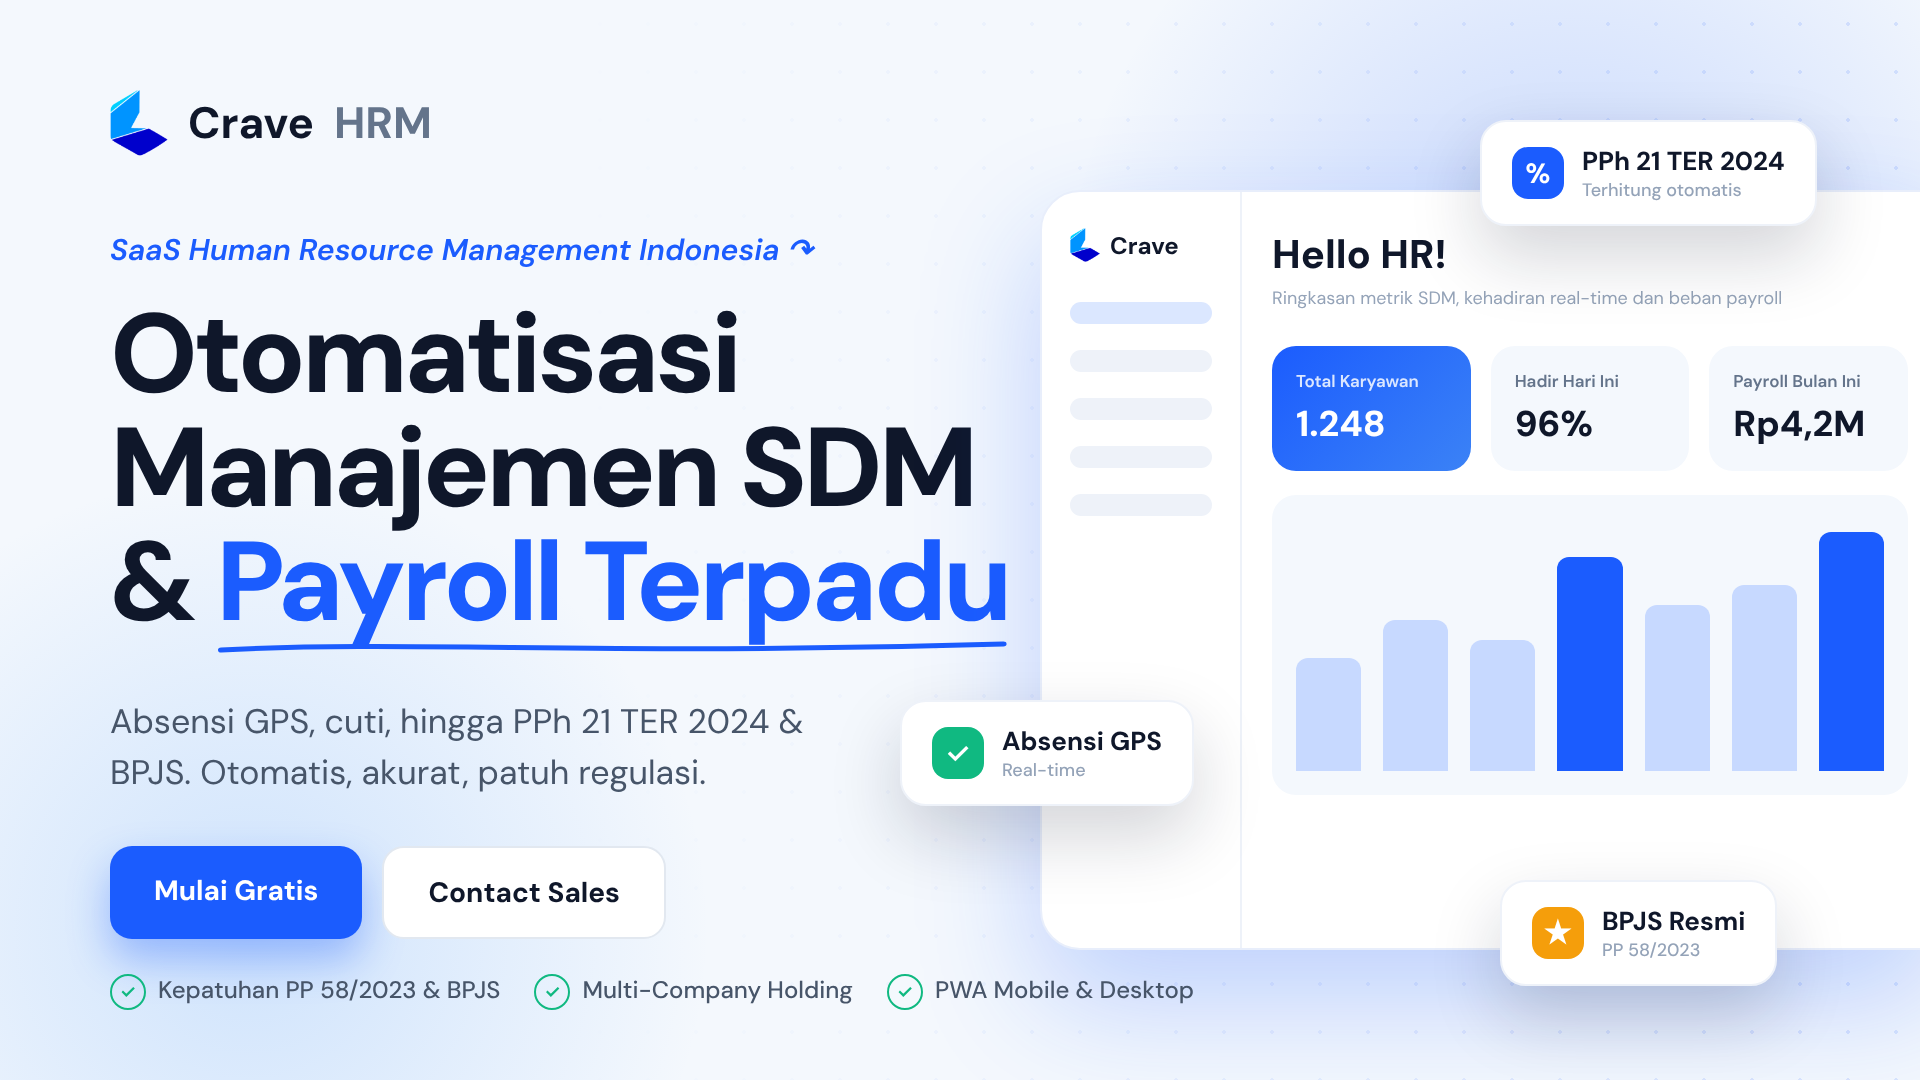 Crave HRM
SaaS Human Resource Management Indonesia ↷
Otomatisasi
Manajemen SDM
& Payroll Terpadu
Absensi GPS, cuti, hingga PPh 21 TER 2024 &
BPJS. Otomatis, akurat, patuh regulasi.
Mulai Gratis
Contact Sales
Kepatuhan PP 58/2023 & BPJS
Multi-Company Holding
PWA Mobile & Desktop
% PPh 21 TER 2024
Terhitung otomatis
Crave
Hello HR!
Ringkasan metrik SDM, kehadiran real-time dan beban payroll
Total Karyawan
1.248
Hadir Hari Ini
96%
Payroll Bulan Ini
Rp4,2M
Absensi GPS
Real-time
BPJS Resmi
PP 58/2023